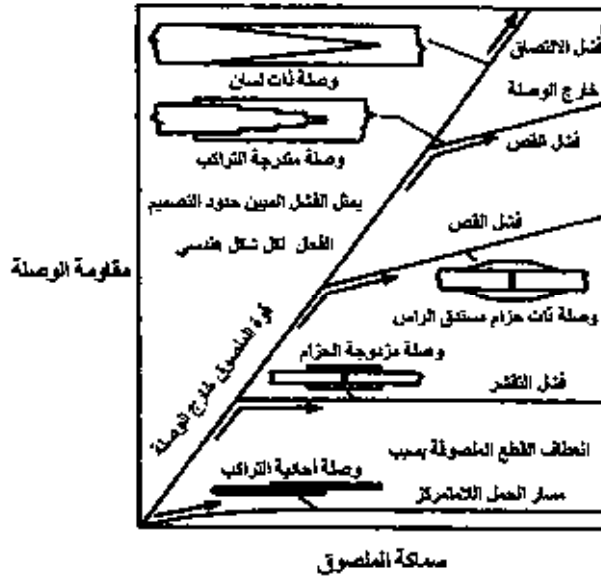 فشل الالتصاق
خارج الوصلة
وصلة ذات لسان
فشل القص
وصلة متدرجة التراكب
يمثل الفشل المبين حدود التصميم
الفعال لكل شكل هندسي
فشل القص
مقاومة الوصلة
وصلة ذات حزام مستدق الراس
قوة الملصوق خارج الوصلة
وصلة مزدوجة الحزام
فشل التقشر
انعطاف القطع الملصوقة بسبب
وصلة أحادية التراكب
مسار الحمل اللامتمركز
سماكة الملصوق